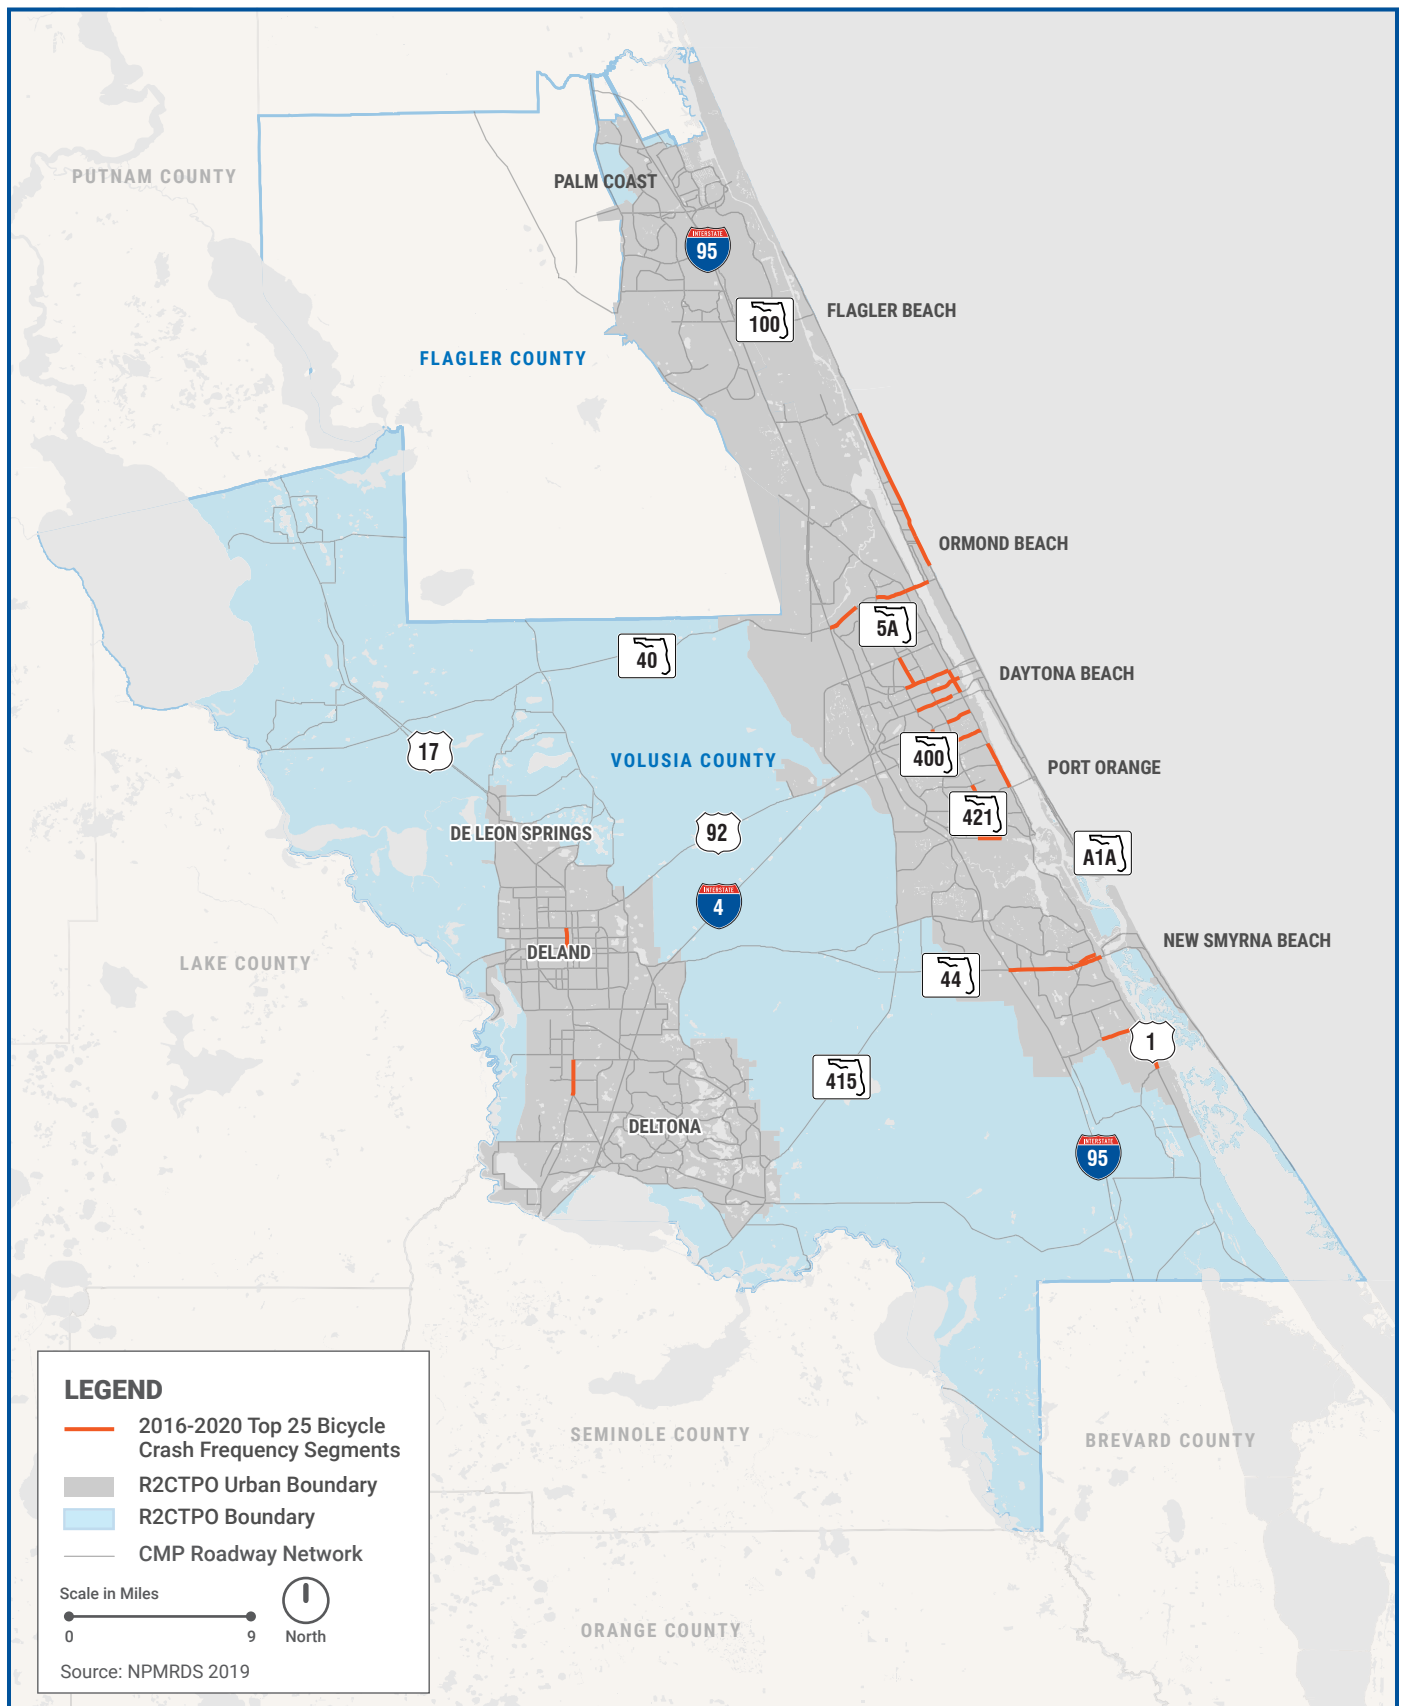 PUTNAM COUNTY
PALM COAST
INTERSTATE
95
100
FLAGLER BEACH
FLAGLER COUNTY
ORMOND BEACH
5A
40
DAYTONA BEACH
17
VOLUSIA COUNTY
400
PORT ORANGE
421
DE LEON SPRINGS
92
A1A
INTERSTATE
4
NEW SMYRNA BEACH
DELAND
LAKE COUNTY
44
1
415
DELTONA
INTERSTATE
95
LEGEND
2016-2020 Top 25 Bicycle
Crash Frequency Segments
R2CTPO Urban Boundary
R2CTPO Boundary
CMP Roadway Network
Scale in Miles
0 9 North
Source: NPMRDS 2019
SEMINOLE COUNTY
BREVARD COUNTY
ORANGE COUNTY